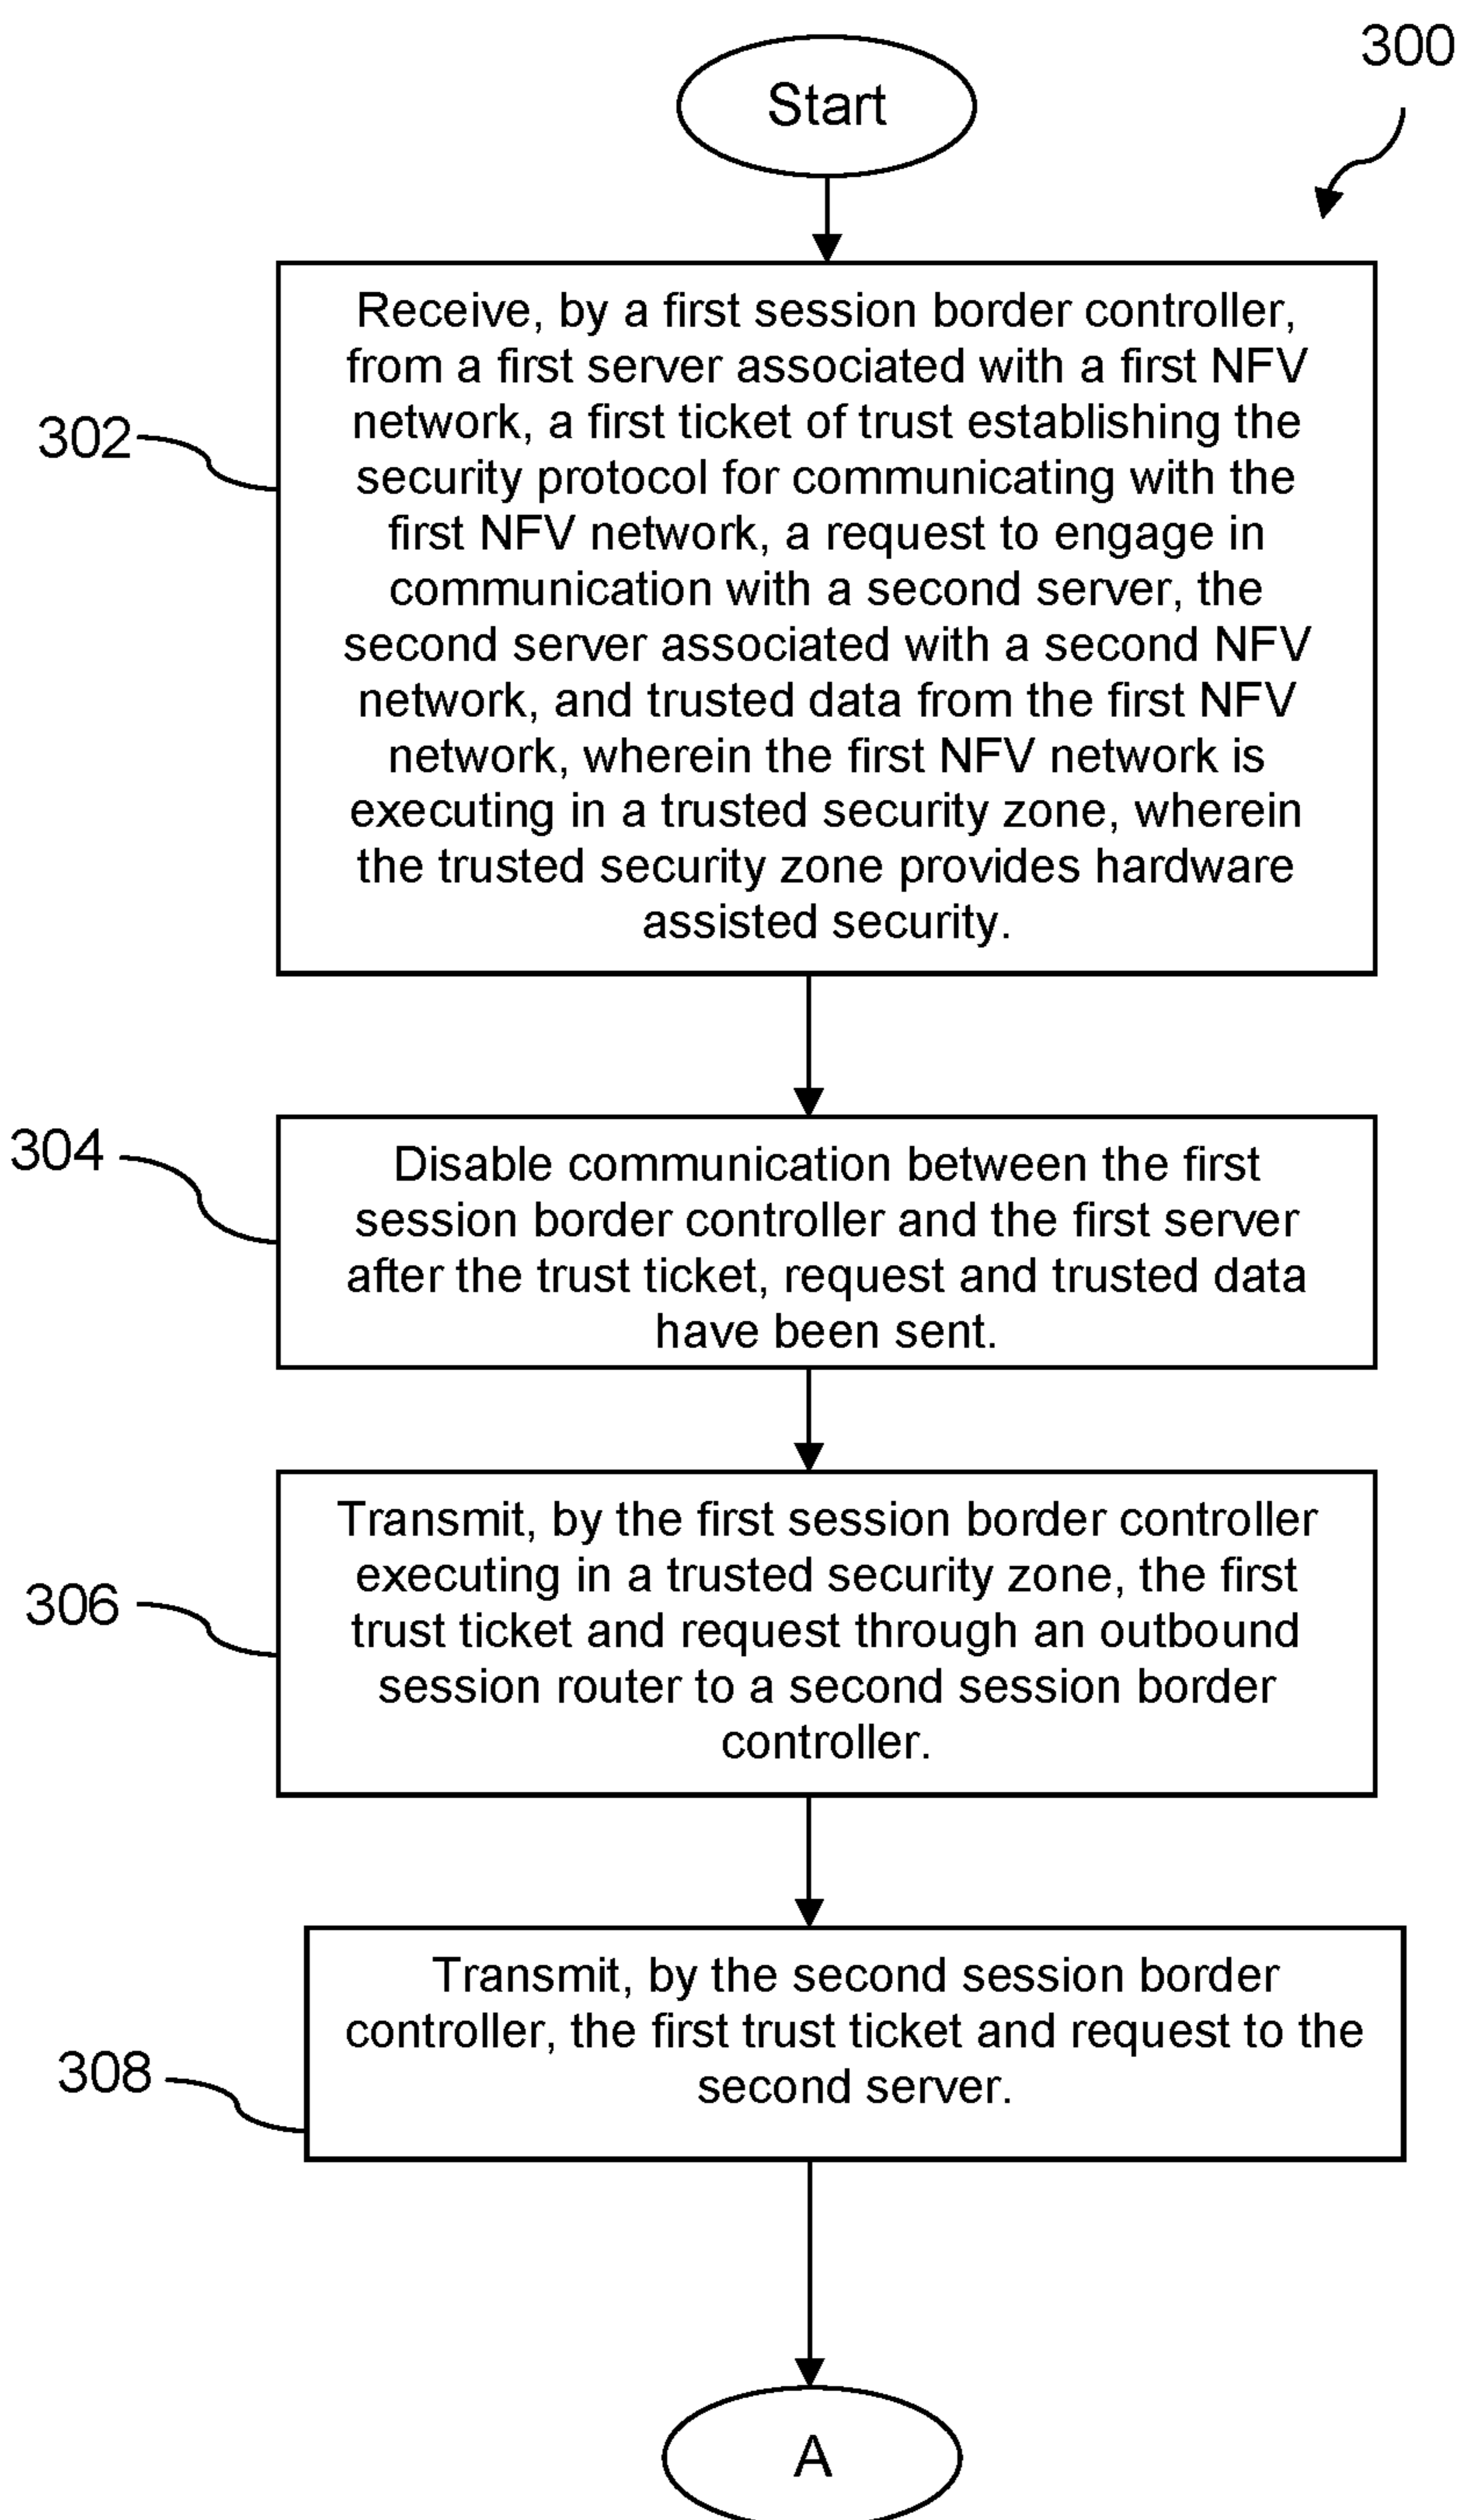 300
Start
302
Receive, by a first session border controller,
from a first server associated with a first NFV
network, a first ticket of trust establishing the
security protocol for communicating with the
first NFV network, a request to engage in
communication with a second server, the
second server associated with a second NFV
network, and trusted data from the first NFV
network, wherein the first NFV network is
executing in a trusted security zone, wherein
the trusted security zone provides hardware
assisted security.
304
Disable communication between the first
session border controller and the first server
after the trust ticket, request and trusted data
have been sent.
306
Transmit, by the first session border controller
executing in a trusted security zone, the first
trust ticket and request through an outbound
session router to a second session border
controller.
308
Transmit, by the second session border
controller, the first trust ticket and request to the
second server.
A